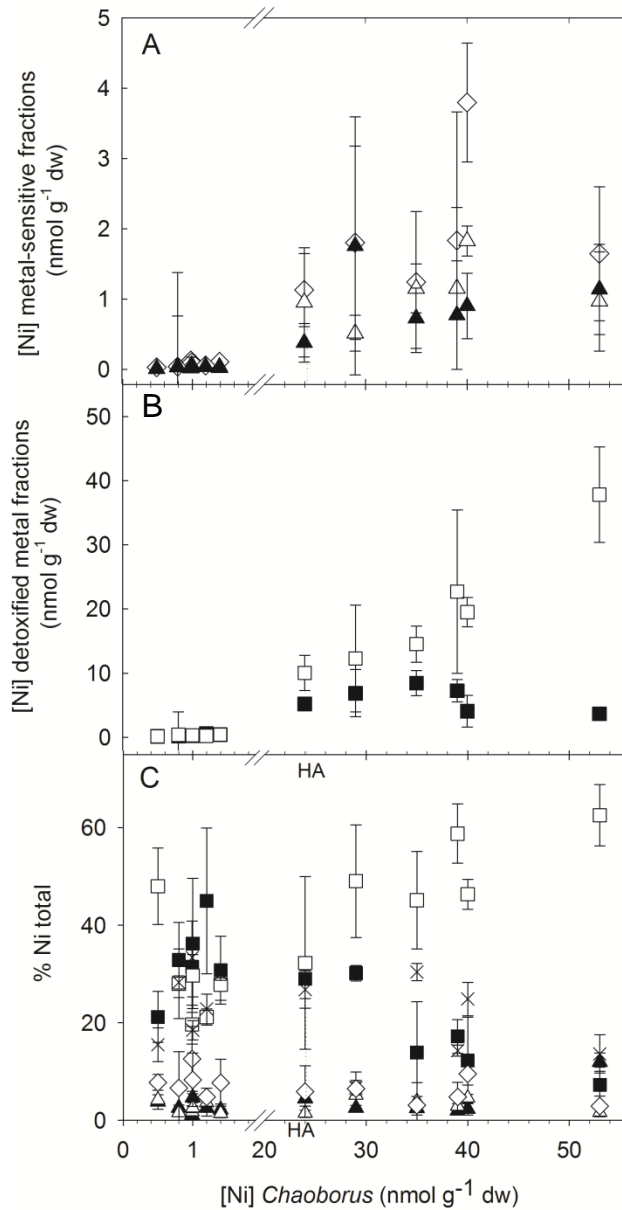 A
5
4
3
2
1
0
[Ni] metal-sensitive fractions
(nmol g-1 dw)
B
50
40
30
20
10
0
[Ni] detoxified metal fractions
(nmol g-1 dw)
HA
C
60
40
20
0
% Ni total
HA
0 1 20 30 40 50
[Ni] Chaoborus (nmol g-1 dw)